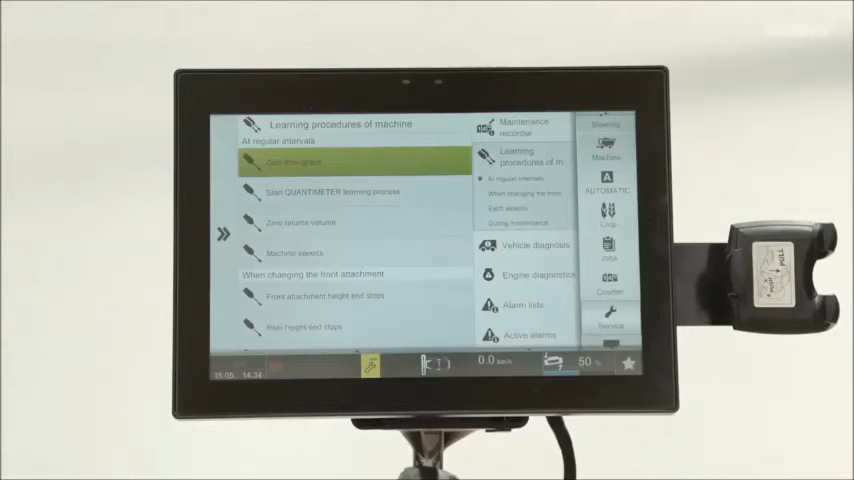 Learning procedures of machine
At regular intervals
Zero throughput
Start QUANTIMETER learning process
Zero returns volume
Machine speeds
When changing the front attachment
Front attachment height end stops
Reel height end stops
Maintenance
recorder
Learning
procedures of m
At regular intervals
When changing the front
Each season
During maintenance
Vehicle diagnosis
Engine diagnostics
Alarm lists
Active alarms
Steering
Machine
A
AUTOMATIC
Crop
Jobs
Counter
Service
15.05. 14:34
0.0 km/h
50 %
PUSH
PULL